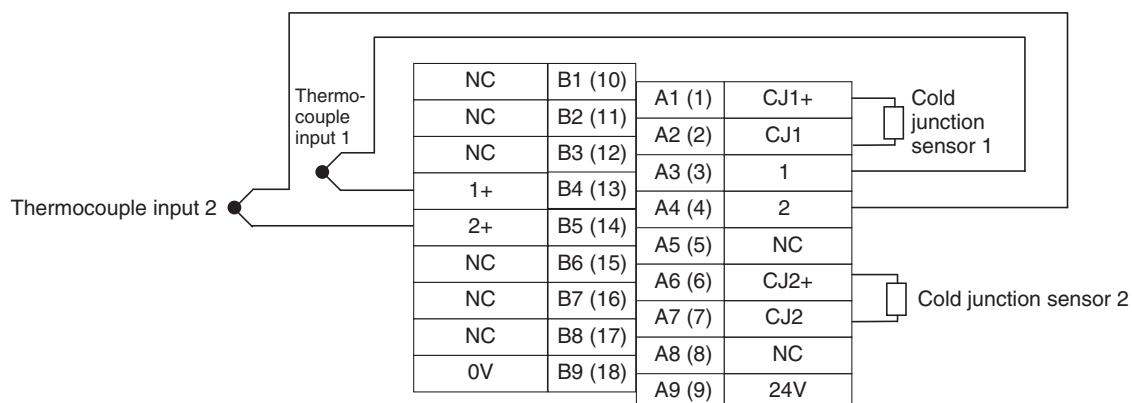 NC B1 (10)
NC B2 (11)
NC B3 (12)
1+ B4 (13)
2+ B5 (14)
NC B6 (15)
NC B7 (16)
NC B8 (17)
0V B9 (18)
A1 (1) CJ1+
A2 (2) CJ1
A3 (3) 1
A4 (4) 2
A5 (5) NC
A6 (6) CJ2+
A7 (7) CJ2
A8 (8) NC
A9 (9) 24V
Thermo-
couple
input 1
Thermocouple input 2
Cold
junction
sensor 1
Cold junction sensor 2